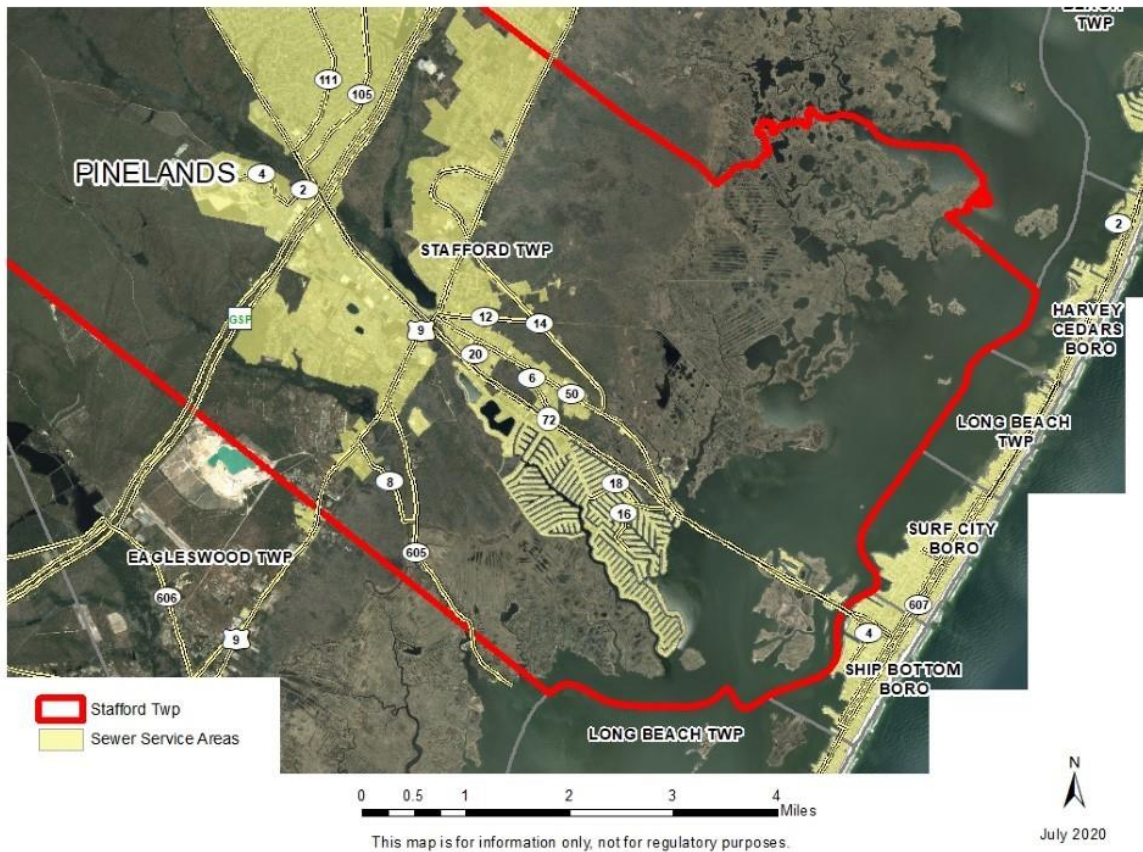 BEACH
TWP
111
105
PINELANDS
4
2
2
STAFFORD TWP
GSP
12
14
9
HARVEY
CEDARS
BORO
20
6
50
72
LONG BEACH
TWP
18
8
16
SURF CITY
BORO
605
EAGLESWOOD TWP
606
607
9
4
SHIP BOTTOM
BORO
Stafford Twp
LONG BEACH TWP
Sewer Service Areas
N
0 0.5 1 2 3 4
Miles
July 2020
This map is for information only, not for regulatory purposes.